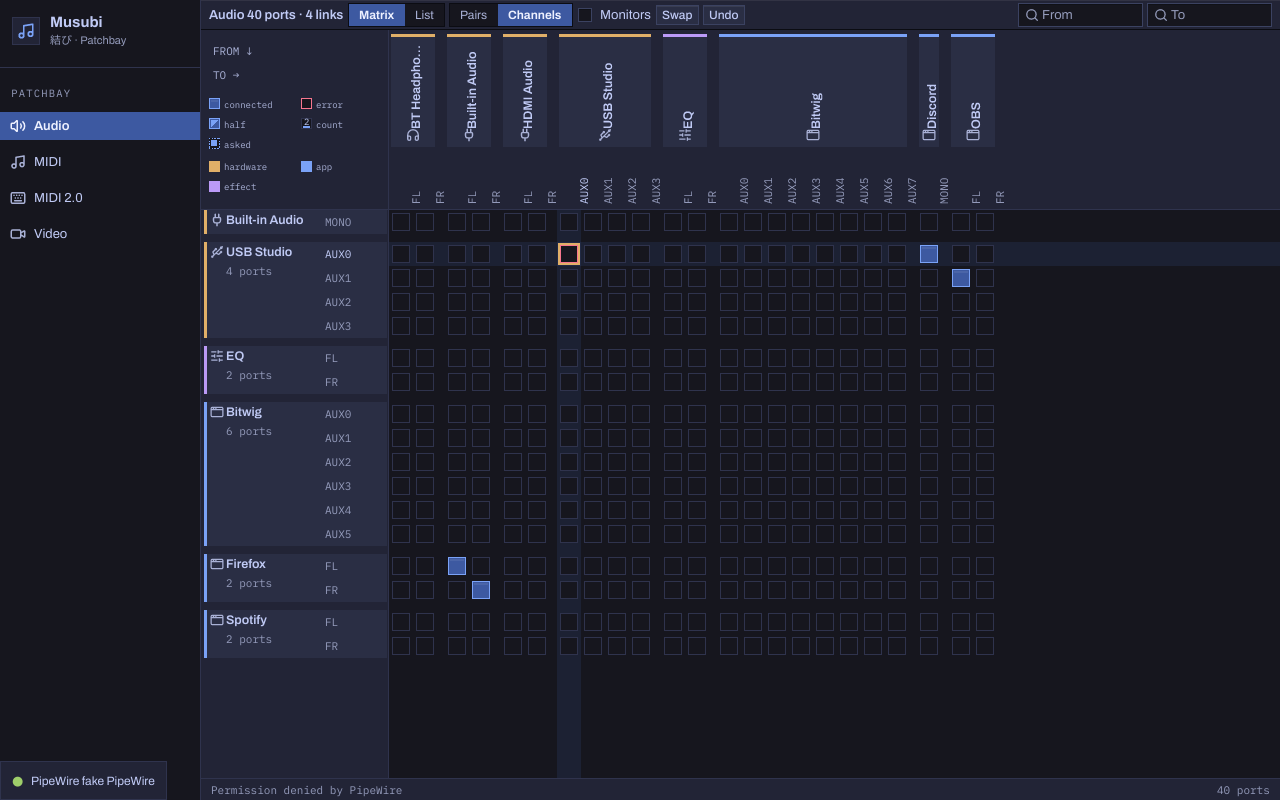 Musubi
結び · Patchbay
PATCHBAY
Audio
MIDI
MIDI 2.0
Video
PipeWire fake PipeWire
Audio 40 ports · 4 links
Matrix
List
Pairs
Channels
Monitors
Swap
Undo
From
To
FROM ↓
TO →
connected
error
half
2 count
asked
hardware
app
effect
BT Headpho...
Built-in Audio
HDMI Audio
USB Studio
EQ
Bitwig
Discord
OBS
FL FR FL FR FL FR AUX0 AUX1 AUX2 AUX3 FL FR AUX0 AUX1 AUX2 AUX3 AUX4 AUX5 AUX6 AUX7 MONO FL FR
Built-in Audio MONO
USB Studio AUX0
4 ports AUX1
AUX2
AUX3
EQ FL
2 ports FR
Bitwig AUX0
6 ports AUX1
AUX2
AUX3
AUX4
AUX5
Firefox FL
2 ports FR
Spotify FL
2 ports FR
Permission denied by PipeWire
40 ports